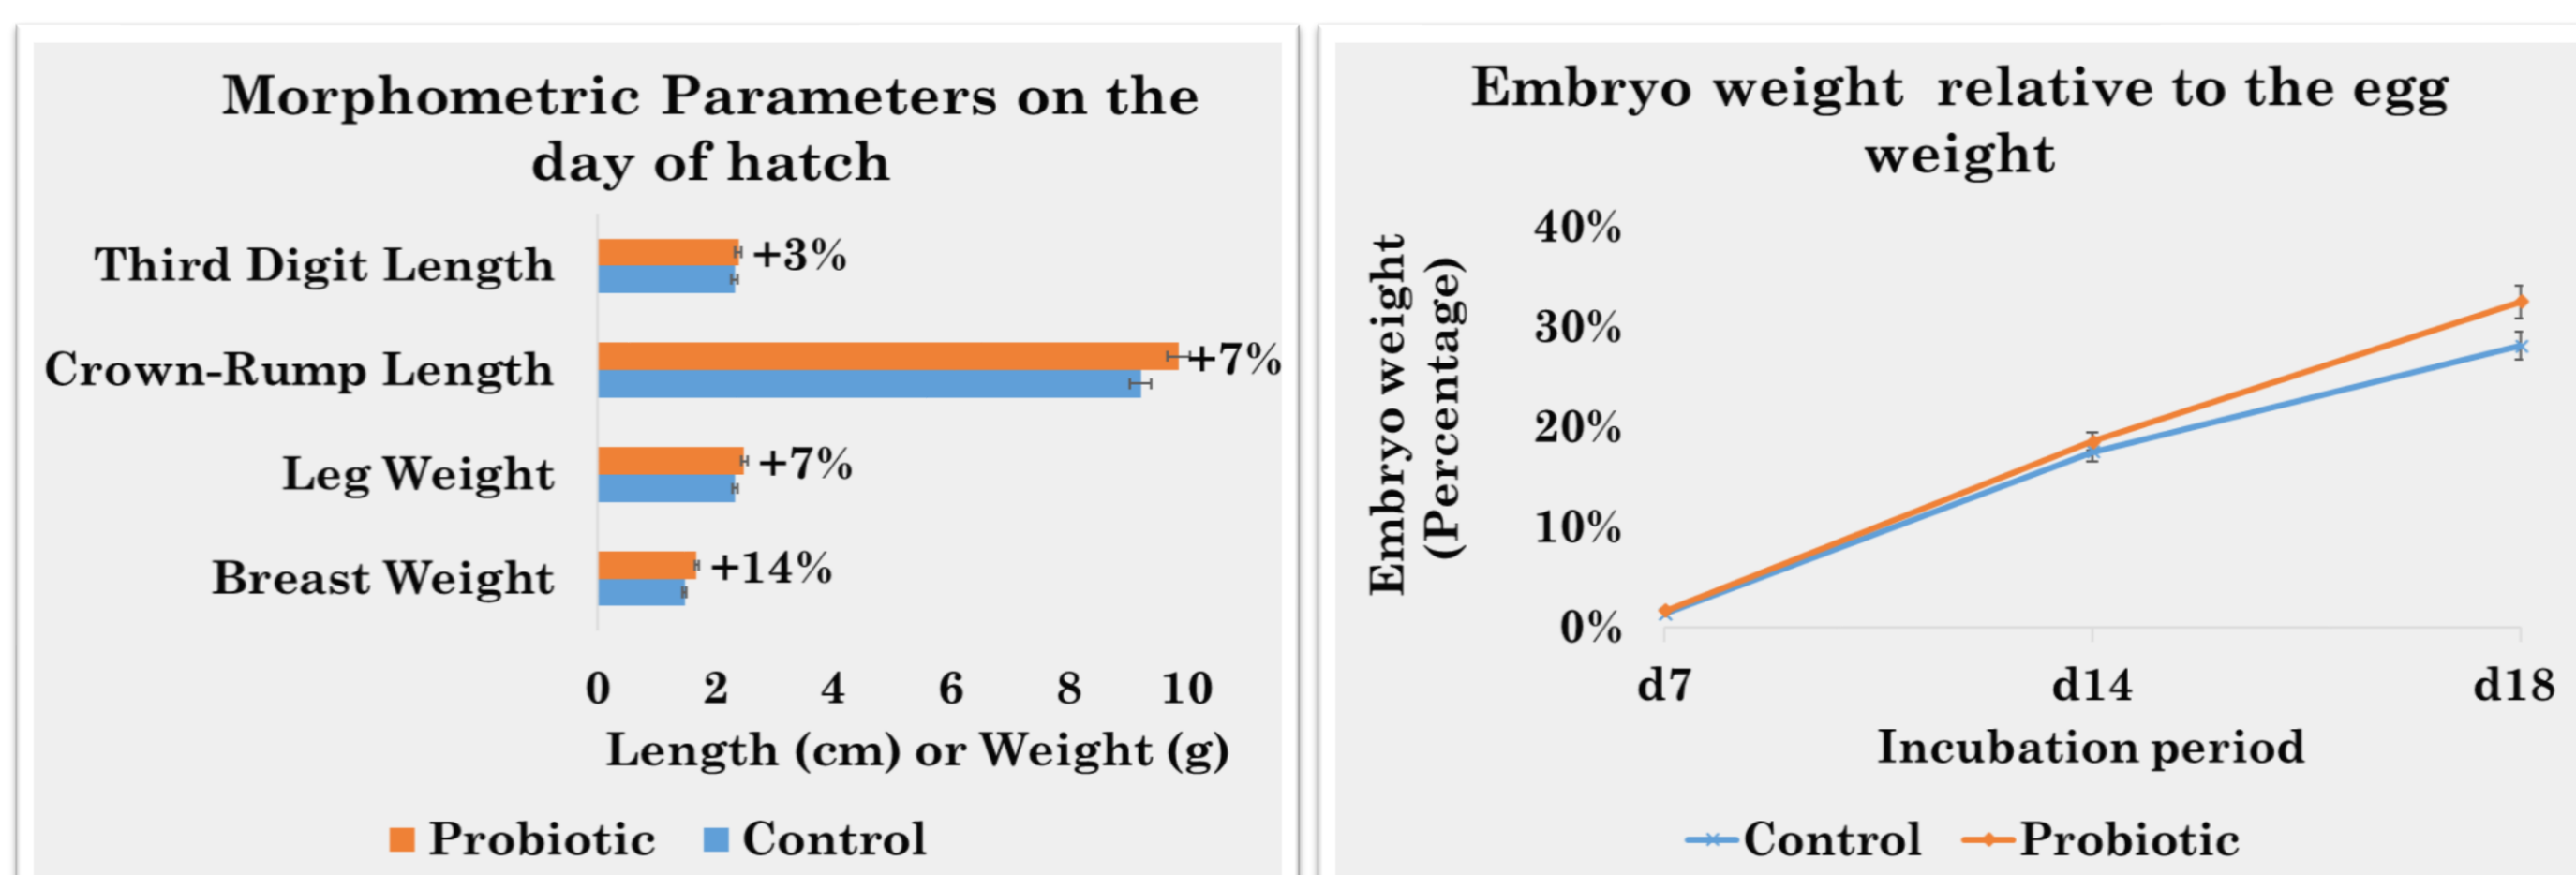 Morphometric Parameters on the
day of hatch
Third Digit Length
+3%
Crown-Rump Length
+7%
Leg Weight
+7%
Breast Weight
+14%
0 2 4 6 8 10
Length (cm) or Weight (g)
Probiotic Control
Embryo weight relative to the egg
weight
Embryo weight
(Percentage)
40%
30%
20%
10%
0%
d7 d14 d18
Incubation period
Control Probiotic